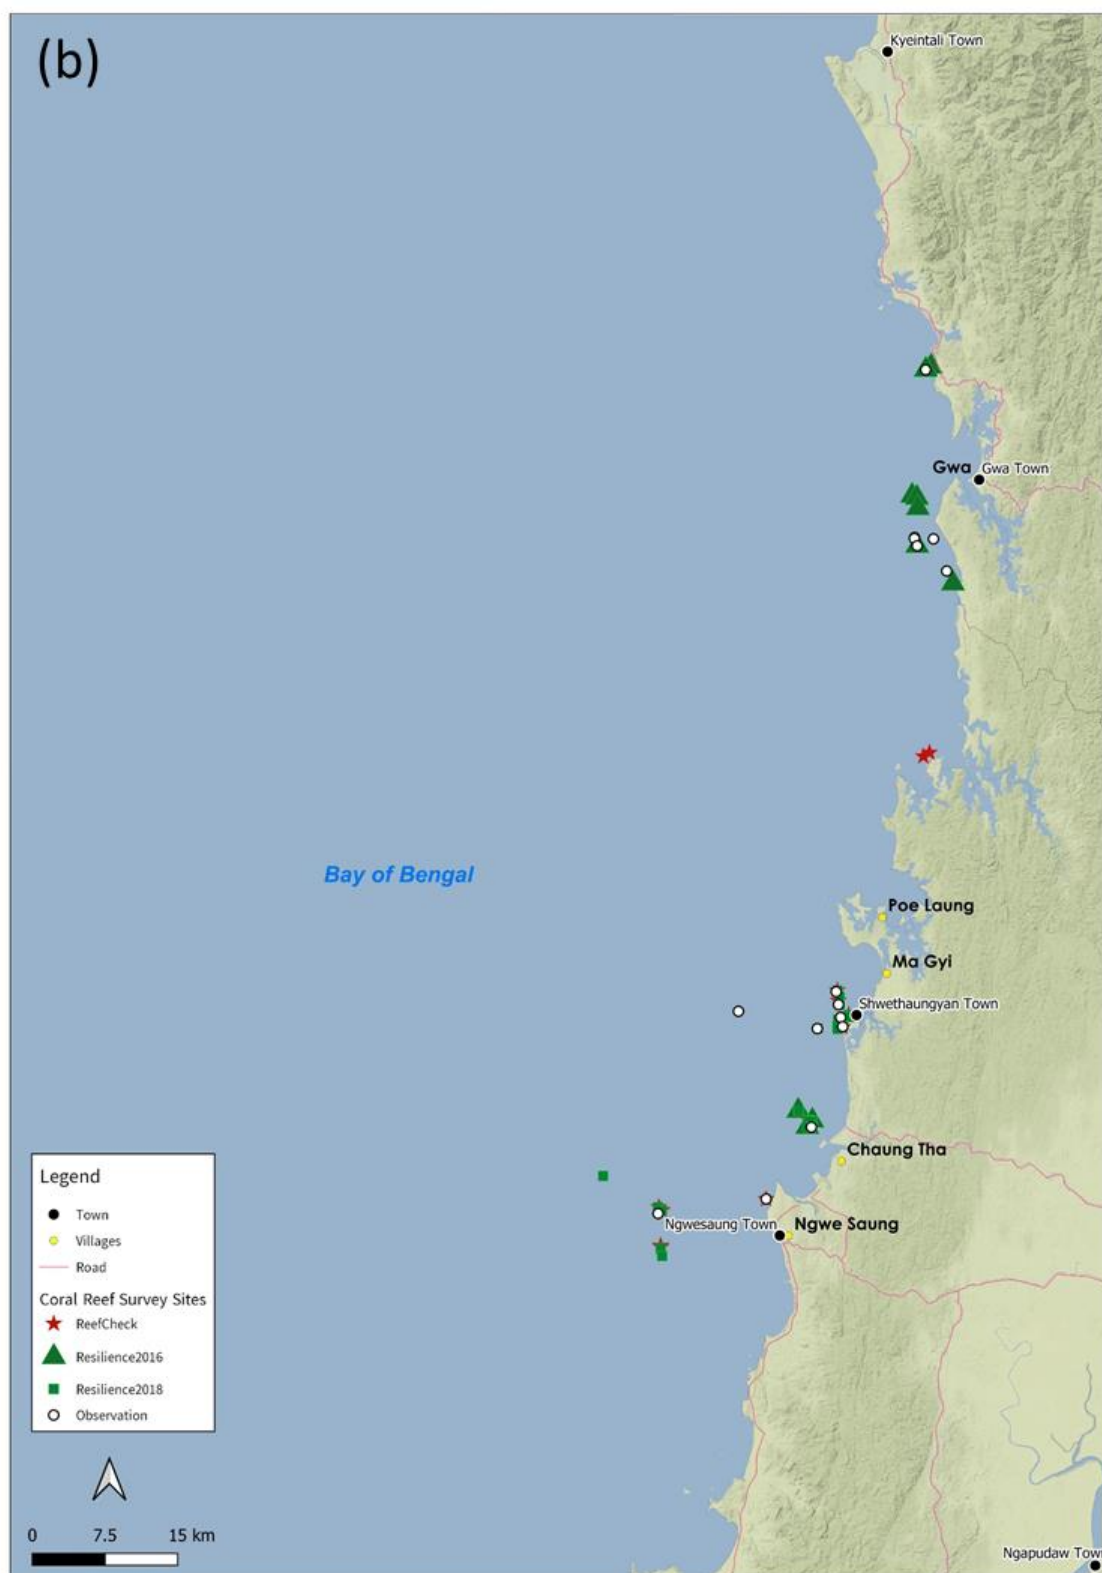 (b)
Kyeintali Town
Gwa
Gwa Town
Bay of Bengal
Poe Laung
Ma Gyi
Shwethaungyan Town
Chaung Tha
Ngwesaung Town
Ngwe Saung
Legend
Town
Villages
Road
Coral Reef Survey Sites
ReefCheck
Resilience2016
Resilience2018
Observation
0 7.5 15 km
Ngapudaw Town